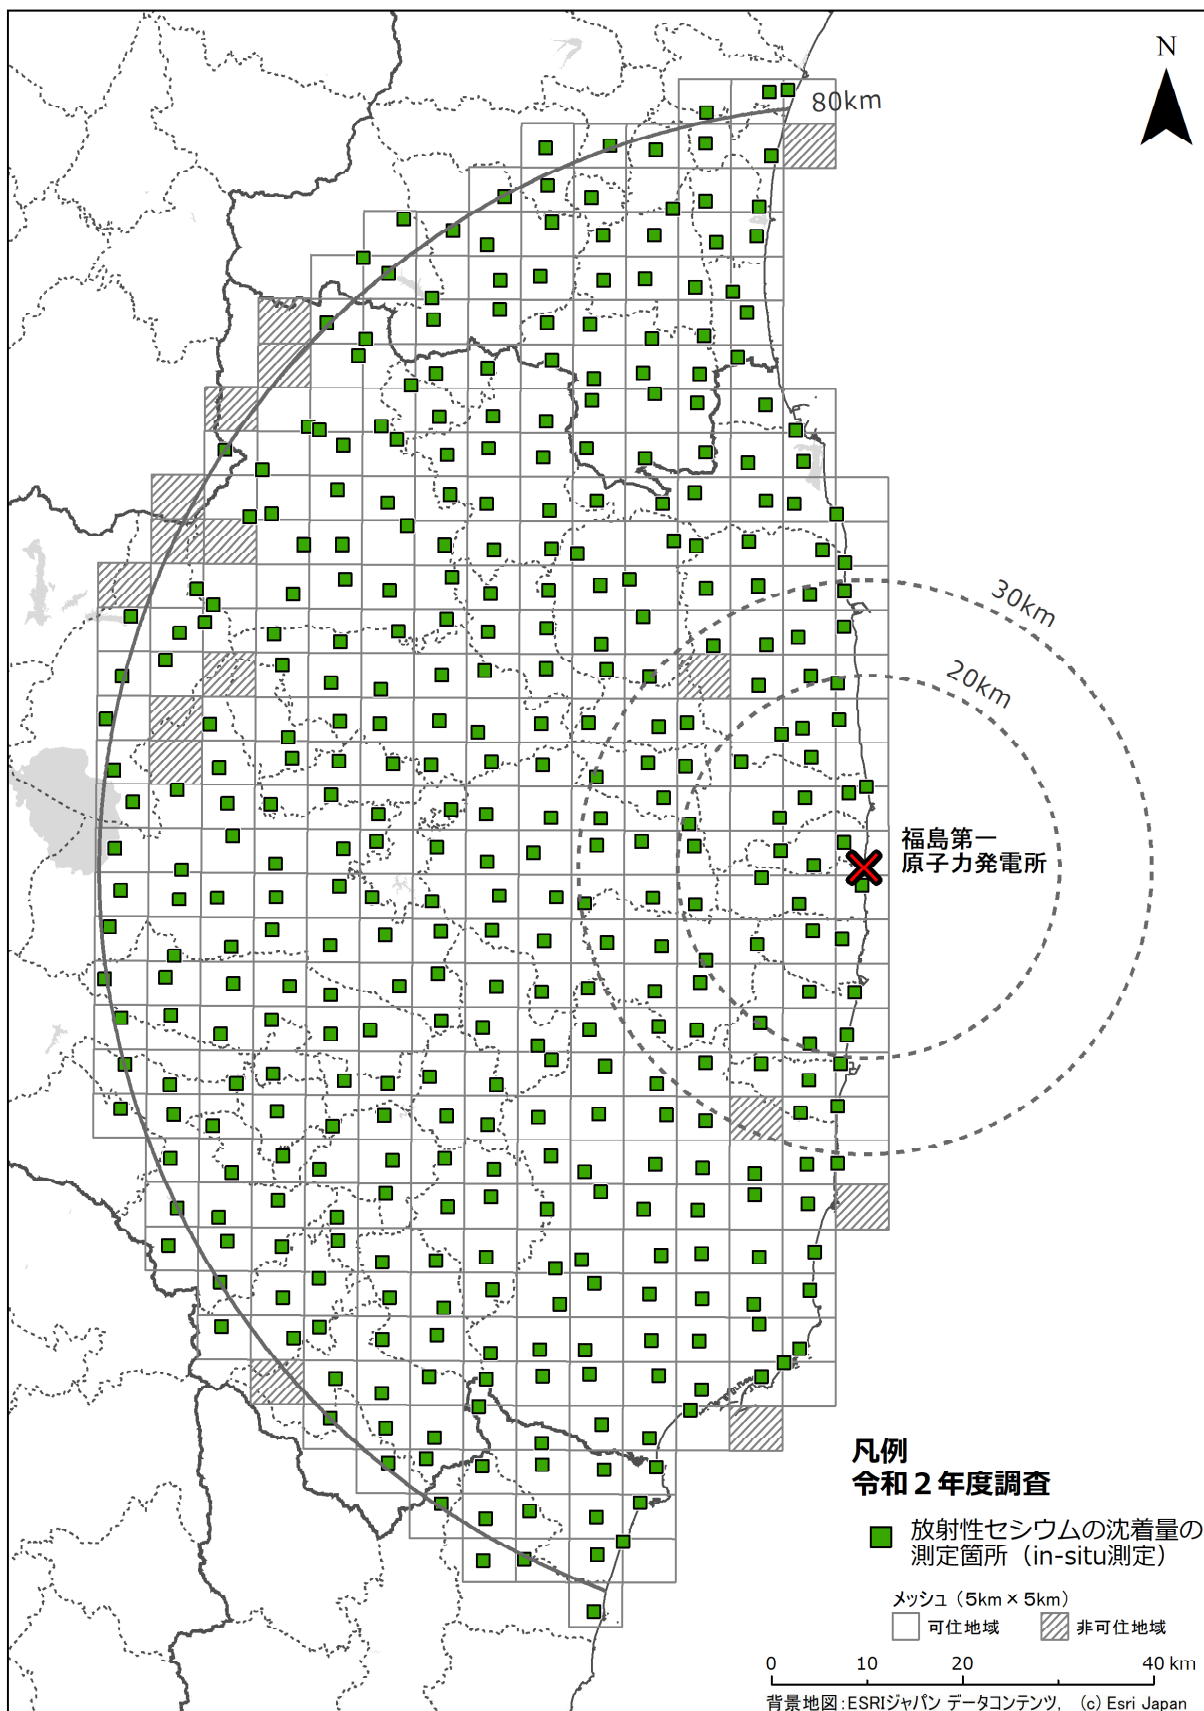 N
80km
30km
20km
福島第一
原子力発電所
凡例
令和２年度調査
放射性セシウムの沈着量の
測定箇所（in-situ測定）
メッシュ（5km×5km）
可住地域 非可住地域
0 10 20 40 km
背景地図：ESRIジャパン データコンテンツ， (c) Esri Japan